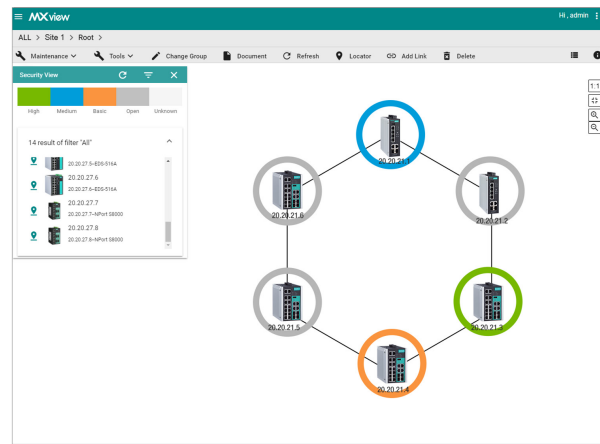 MXview
Hi , admin
ALL > Site 1 > Root >
Maintenance Tools Change Group Document Refresh Locator Add Link Delete
Security View
High Medium Basic Open Unknown
14 result of filter "All"
20.20.27.5–EDS-516A
20.20.27.6
20.20.27.6–EDS-516A
20.20.27.7
20.20.27.7–NPort S8000
20.20.27.8
20.20.27.8–NPort S8000
1:1
20.20.21.1
20.20.21.6
20.20.21.2
20.20.21.5
20.20.21.3
20.20.21.4